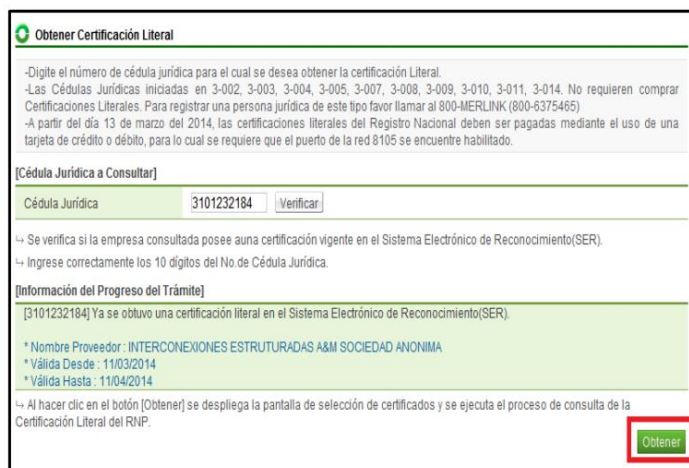 Obtener Certificación Literal
-Digite el número de cédula jurídica para el cual se desea obtener la certificación Literal.
-Las Cédulas Jurídicas iniciadas en 3-002, 3-003, 3-004, 3-005, 3-007, 3-008, 3-009, 3-010, 3-011, 3-014. No requieren comprar
Certificaciones Literales. Para registrar una persona jurídica de este tipo favor llamar al 800-MERLINK (800-6375465)
-A partir del día 13 de marzo del 2014, las certificaciones literales del Registro Nacional deben ser pagadas mediante el uso de una
tarjeta de crédito o débito, para lo cual se requiere que el puerto de la red 8105 se encuentre habilitado.
[Cédula Jurídica a Consultar]
Cédula Jurídica 3101232184 Verificar
↪ Se verifica si la empresa consultada posee auna certificación vigente en el Sistema Electrónico de Reconocimiento(SER).
↪ Ingrese correctamente los 10 dígitos del No.de Cédula Jurídica.
[Información del Progreso del Trámite]
[3101232184] Ya se obtuvo una certificación literal en el Sistema Electrónico de Reconocimiento(SER).
* Nombre Proveedor : INTERCONEXIONES ESTRUTURADAS A&M SOCIEDAD ANONIMA
* Válida Desde : 11/03/2014
* Válida Hasta : 11/04/2014
↪ Al hacer clic en el botón [Obtener] se despliega la pantalla de selección de certificados y se ejecuta el proceso de consulta de la
Certificación Literal del RNP.
Obtener